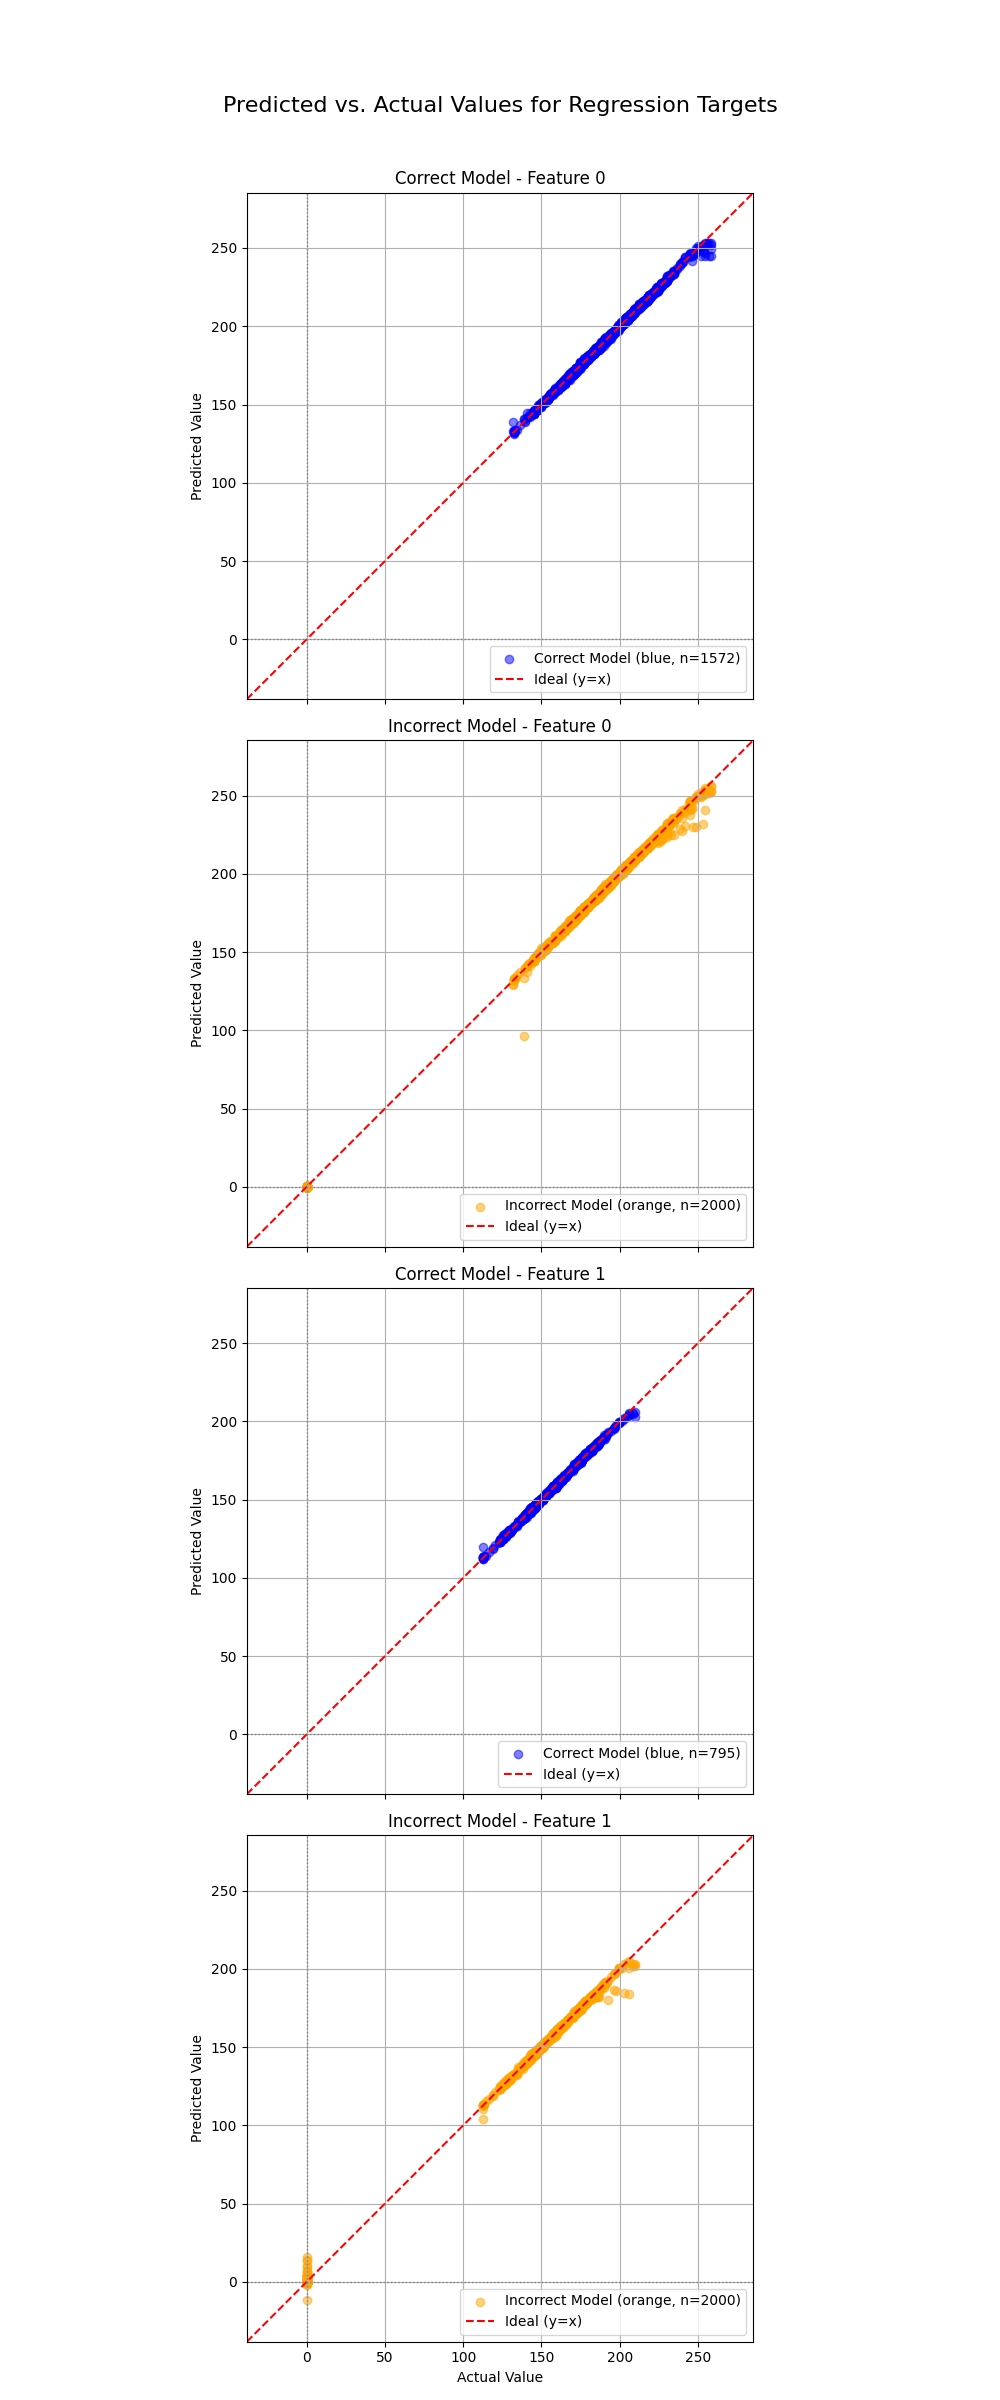 Predicted vs. Actual Values for Regression Targets
Correct Model - Feature 0
250
200
150
100
50
0
Predicted Value
Correct Model (blue, n=1572)
Ideal (y=x)
Incorrect Model - Feature 0
250
200
150
100
50
0
Predicted Value
Incorrect Model (orange, n=2000)
Ideal (y=x)
Correct Model - Feature 1
250
200
150
100
50
0
Predicted Value
Correct Model (blue, n=795)
Ideal (y=x)
Incorrect Model - Feature 1
250
200
150
100
50
0
Predicted Value
Incorrect Model (orange, n=2000)
Ideal (y=x)
0 50 100 150 200 250
Actual Value